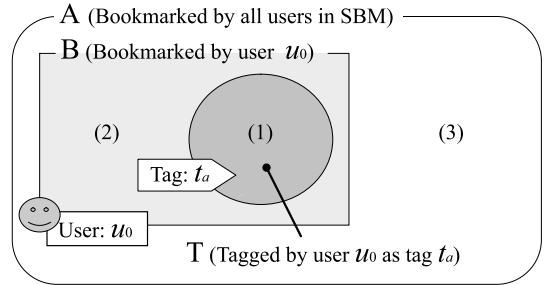 A (Bookmarked by all users in SBM)
B (Bookmarked by user u0)
(2) (1) (3)
Tag: ta
User: u0
T (Tagged by user u0 as tag ta)